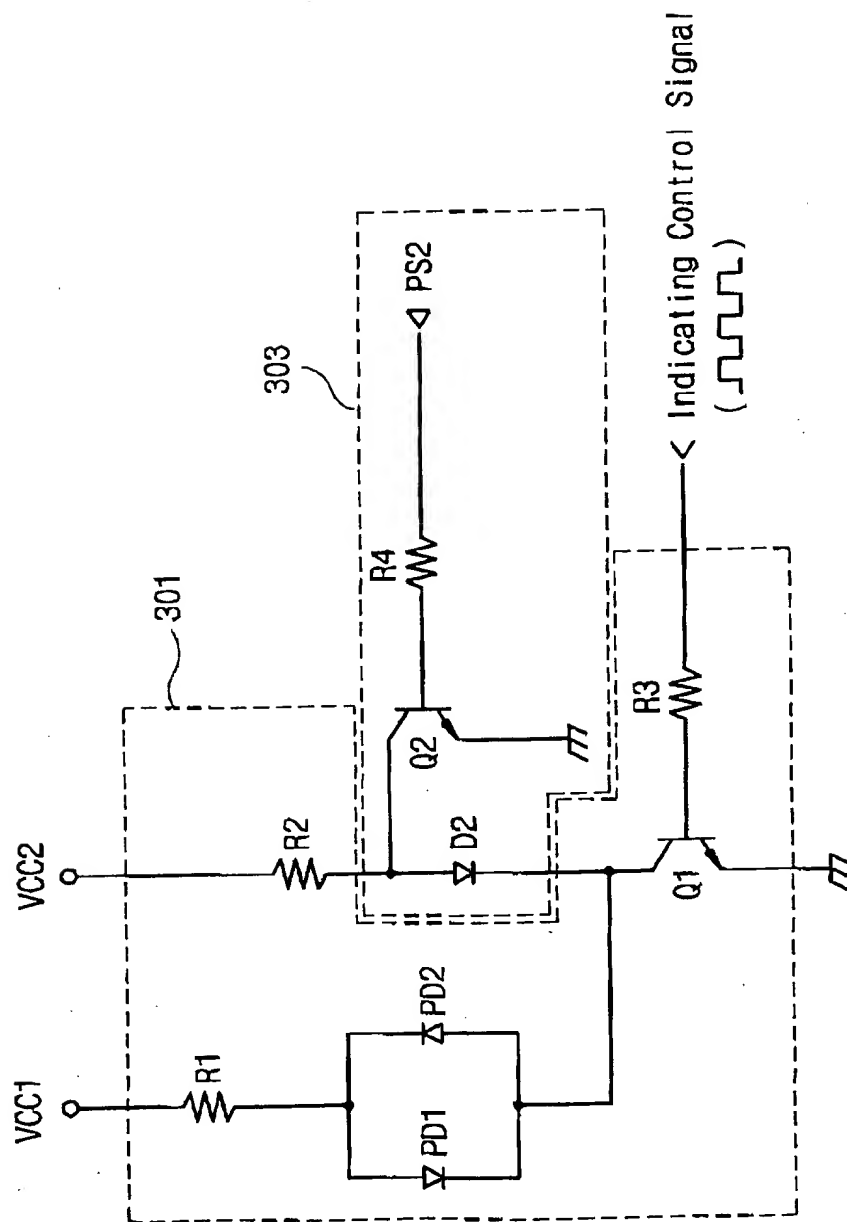 VCC1
VCC2
R1
R2
301
303
PD1
PD2
D2
Q2
R4
PS2
Q1
R3
Indicating Control Signal
( )